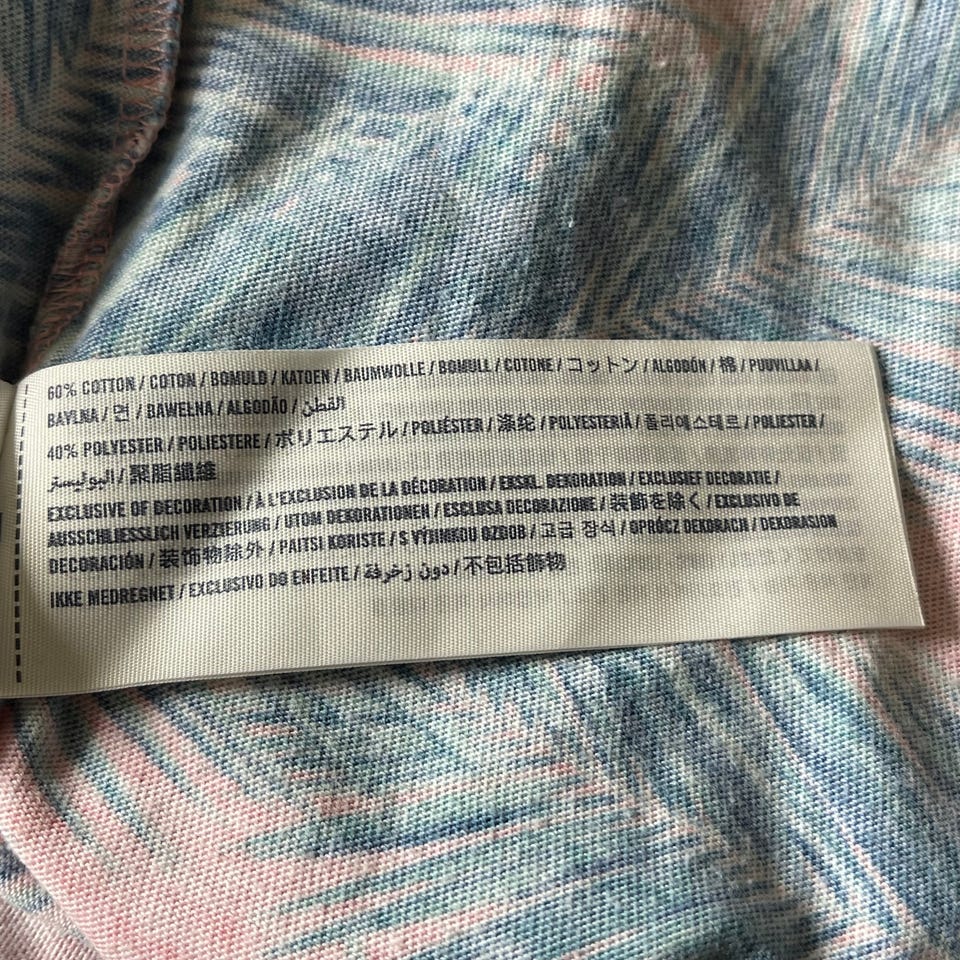 60% COTTON / COTON / BOMULD / KATOEN / BAUMWOLLE / BOMULL / COTONE / コットン / ALGODÓN / 棉 / PUUVILLAA /
BAVLNA / 면 / BAWEŁNA / ALGODÃO / القطن
40% POLYESTER / POLIESTERE / ポリエステル / POLIÉSTER / 涤纶 / POLYESTERIÄ / 폴리에스테르 / POLIESTER /
البوليستر / 聚脂纖維
EXCLUSIVE OF DECORATION / À L'EXCLUSION DE LA DÉCORATION / EKSKL. DEKORATION / EXCLUSIEF DECORATIE /
AUSSCHLIESSLICH VERZIERUNG / UTOM DEKORATIONEN / ESCLUSA DECORAZIONE / 装飾を除く / EXCLUSIVO DE
DECORACIÓN / 装饰物除外 / PAITSI KORISTE / S VÝJIMKOU OZDOB / 고급 장식 / OPRÓCZ DEKORACJI / DEKORASJON
IKKE MEDREGNET / EXCLUSIVO DO ENFEITE / دون زخرفة / 不包括飾物